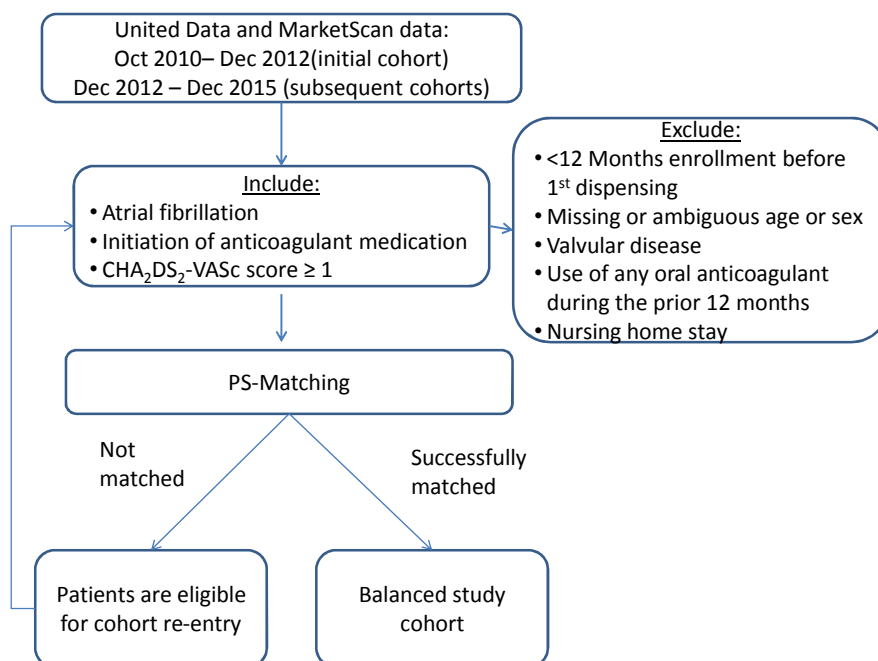 United Data and MarketScan data:
Oct 2010– Dec 2012(initial cohort)
Dec 2012 – Dec 2015 (subsequent cohorts)
Include:
• Atrial fibrillation
• Initiation of anticoagulant medication
• CHA₂DS₂-VASc score ≥ 1
Exclude:
• <12 Months enrollment before
1ˢᵗ dispensing
• Missing or ambiguous age or sex
• Valvular disease
• Use of any oral anticoagulant
during the prior 12 months
• Nursing home stay
PS-Matching
Not
matched
Successfully
matched
Patients are eligible
for cohort re-entry
Balanced study
cohort